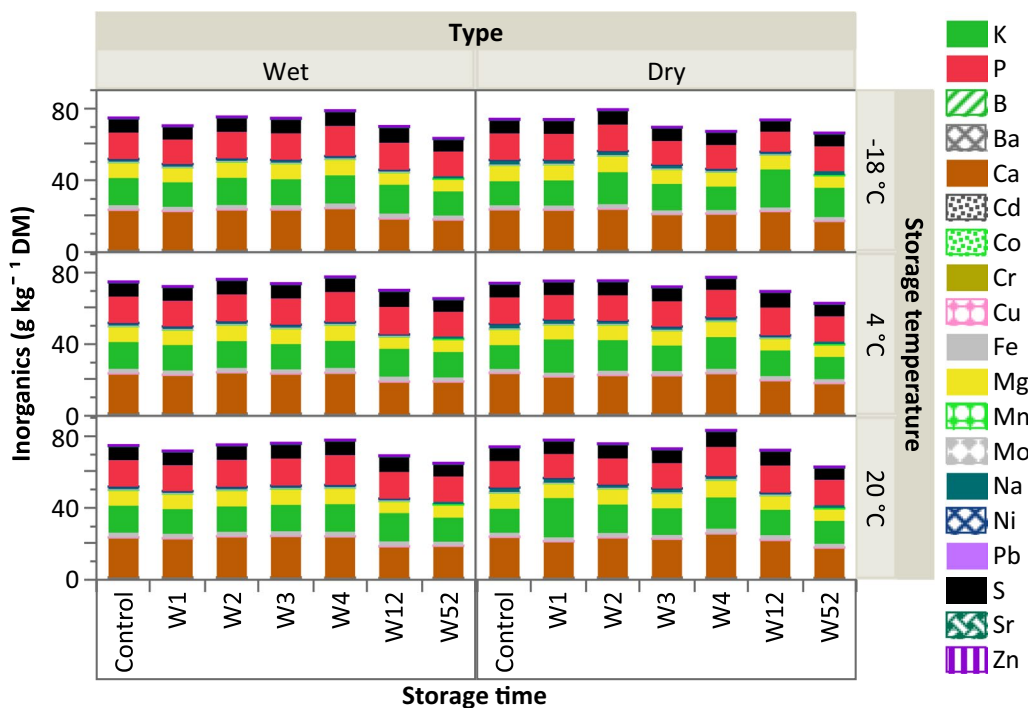 Type
Wet Dry
Inorganics (g kg⁻¹ DM)
80
40
0
80
40
0
80
40
0
-18 °C
4 °C
20 °C
Storage temperature
Control W1 W2 W3 W4 W12 W52 Control W1 W2 W3 W4 W12 W52
Storage time
K
P
B
Ba
Ca
Cd
Co
Cr
Cu
Fe
Mg
Mn
Mo
Na
Ni
Pb
S
Sr
Zn